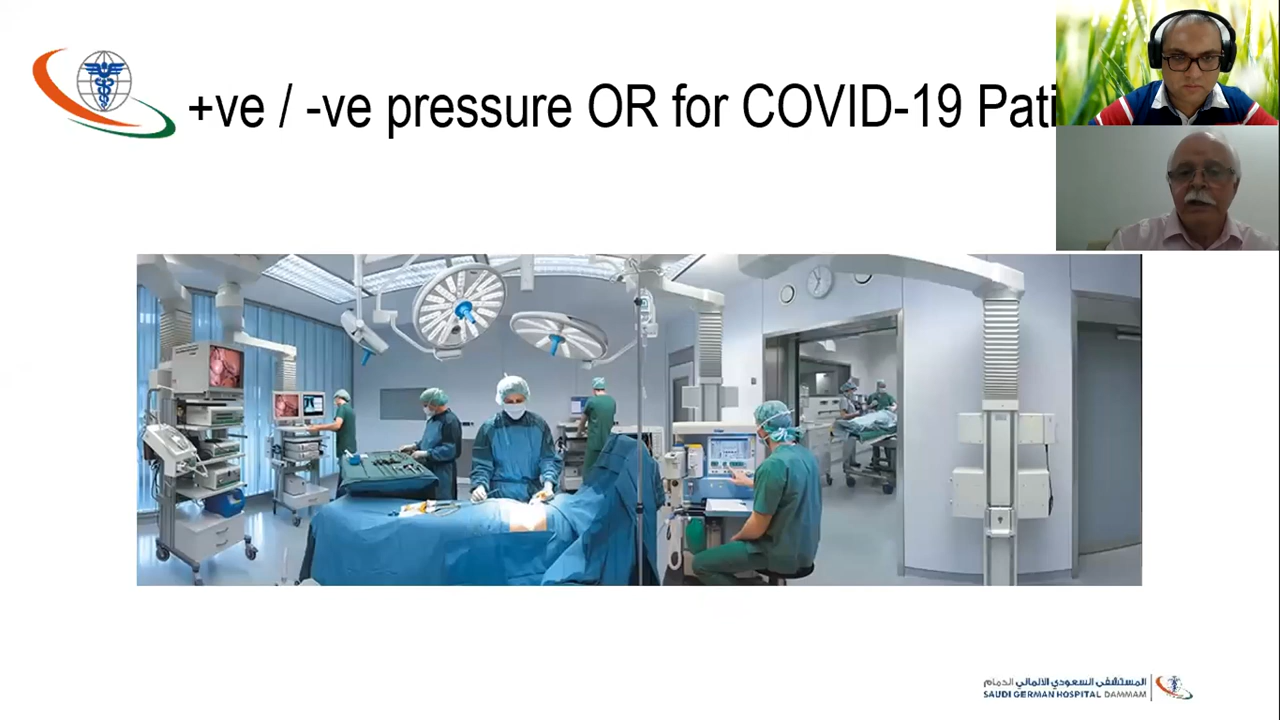 +ve / -ve pressure OR for COVID-19 Pati
المستشفى السعودي الألماني الدمام
SAUDI GERMAN HOSPITAL DAMMAM